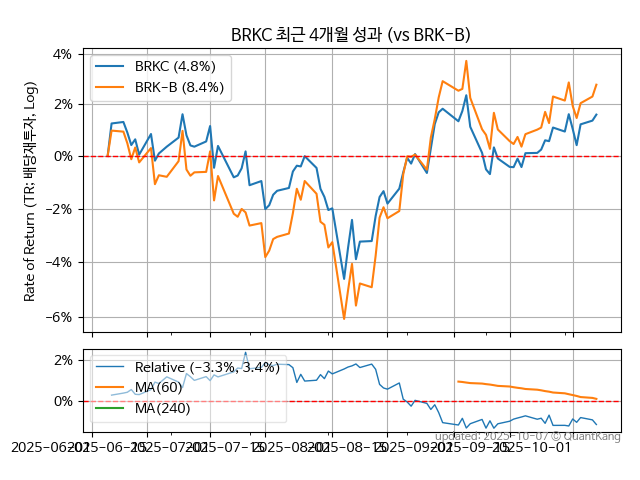 BRKC 최근 4개월 성과 (vs BRK-B)
Rate of Return (TR: 배당재투자, Log)
4%
2%
0%
−2%
−4%
−6%
BRKC (4.8%)
BRK-B (8.4%)
2%
0%
Relative (-3.3%, 3.4%)
MA(60)
MA(240)
updated: 2025-10-07 © QuantKang
2025-06-01
2025-06-15
2025-07-01
2025-07-15
2025-08-01
2025-08-15
2025-09-01
2025-09-15
2025-10-01